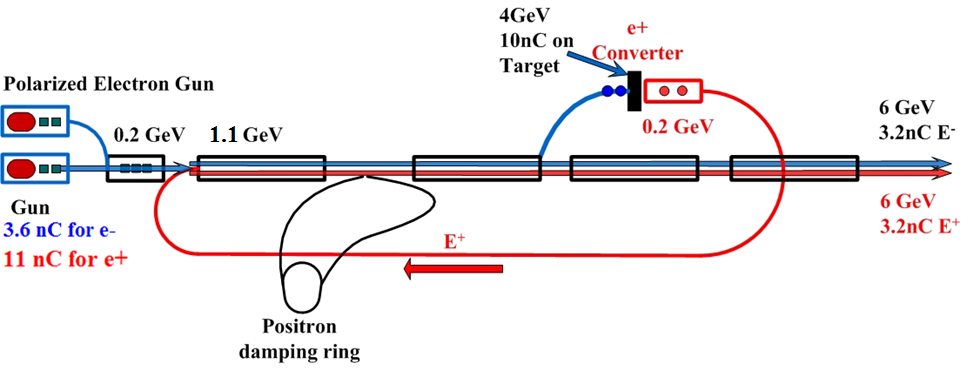 4GeV
10nC on
Target
e+
Converter
Polarized Electron Gun
0.2 GeV
1.1 GeV
0.2 GeV
6 GeV
3.2nC E-
6 GeV
3.2nC E+
Gun
3.6 nC for e-
11 nC for e+
E+
Positron
damping ring